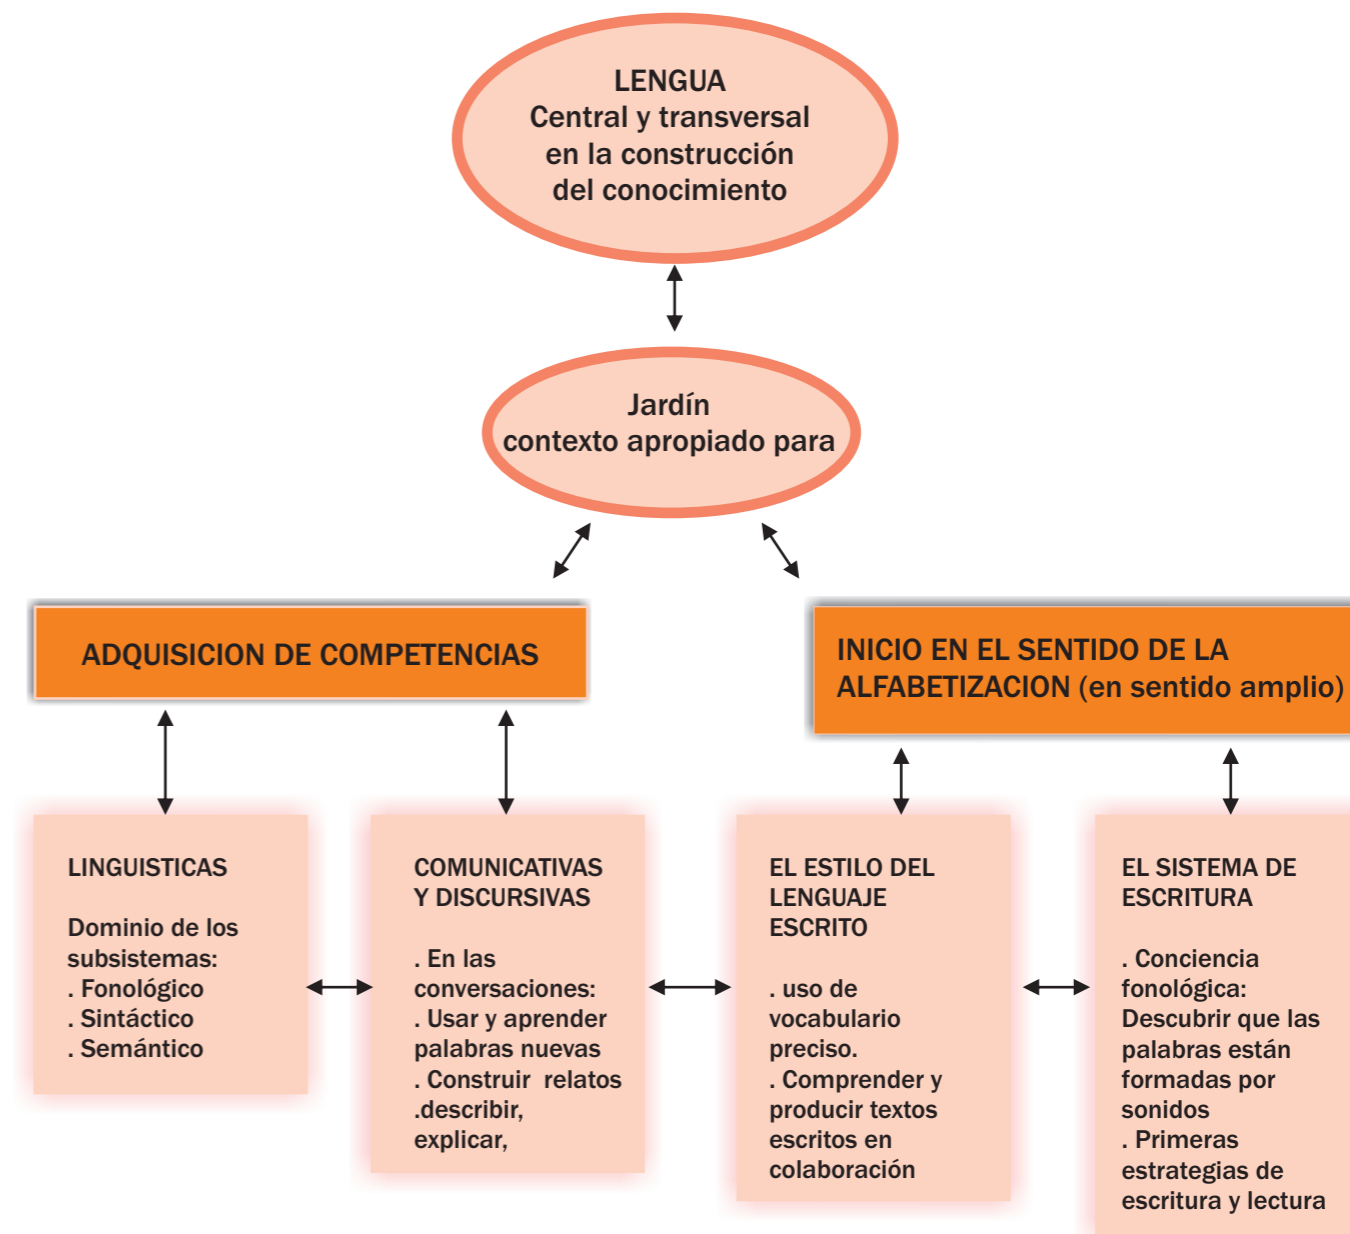 LENGUA
Central y transversal
en la construcción
del conocimiento
Jardín
contexto apropiado para
ADQUISICION DE COMPETENCIAS
INICIO EN EL SENTIDO DE LA
ALFABETIZACION (en sentido amplio)
LINGUISTICAS
Dominio de los
subsistemas:
. Fonológico
. Sintáctico
. Semántico
COMUNICATIVAS
Y DISCURSIVAS
. En las
conversaciones:
. Usar y aprender
palabras nuevas
. Construir relatos
.describir,
explicar,
EL ESTILO DEL
LENGUAJE
ESCRITO
. uso de
vocabulario
preciso.
. Comprender y
producir textos
escritos en
colaboración
EL SISTEMA DE
ESCRITURA
. Conciencia
fonológica:
Descubrir que las
palabras están
formadas por
sonidos
. Primeras
estrategias de
escritura y lectura